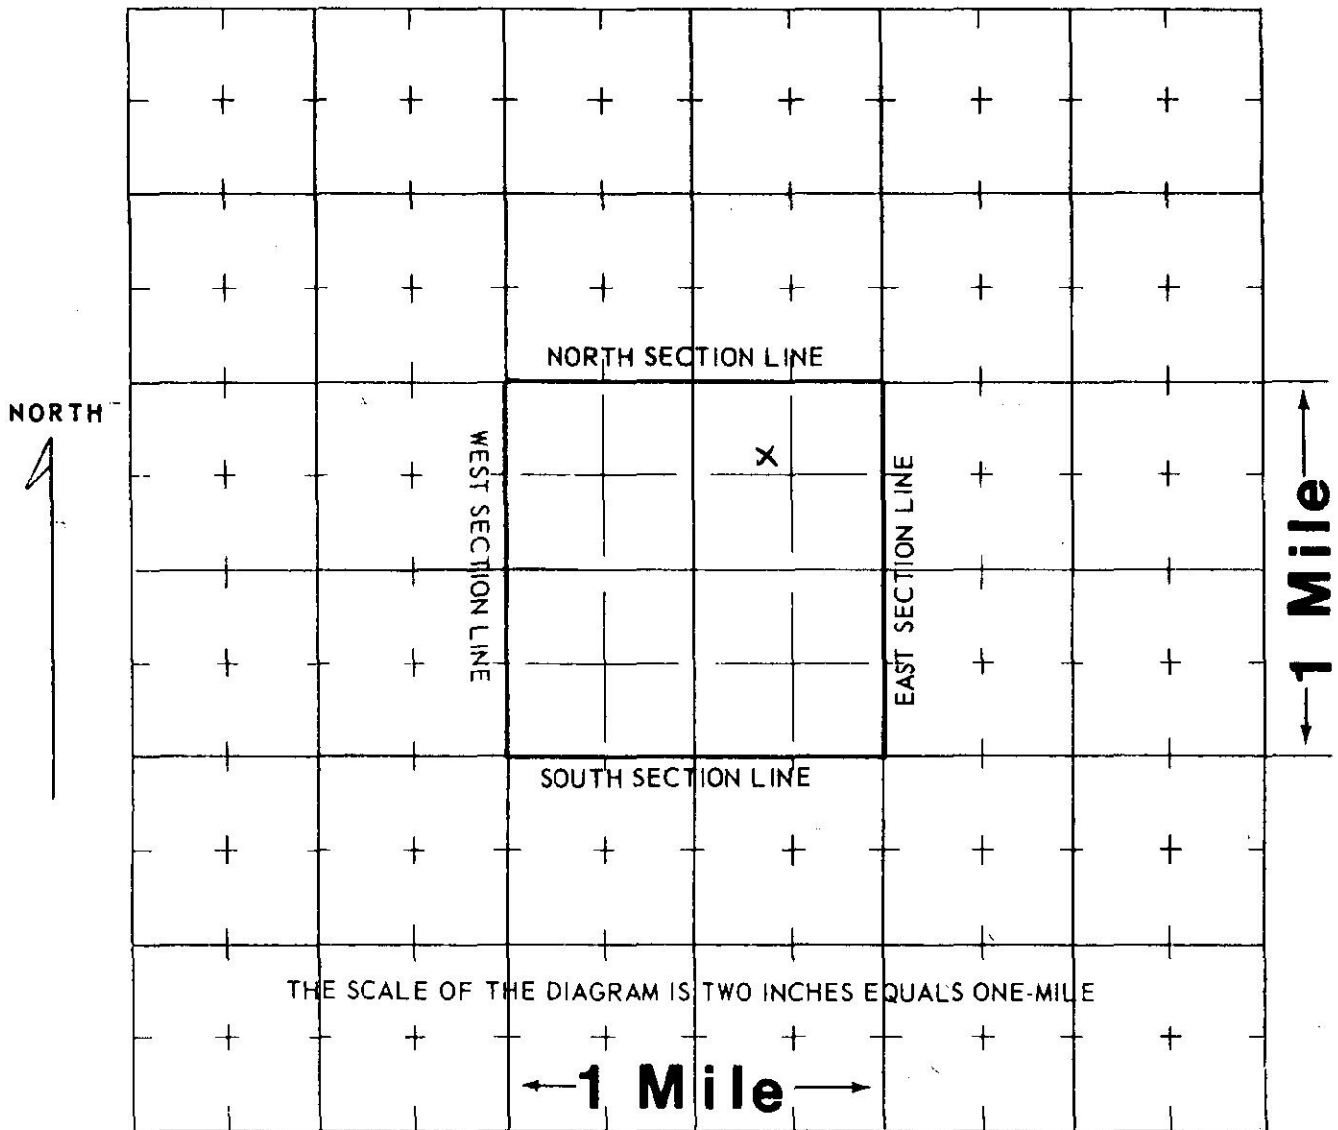 NORTH SECTION LINE
NORTH
WEST SECTION LINE
X
EAST SECTION LINE
1 Mile
SOUTH SECTION LINE
THE SCALE OF THE DIAGRAM IS TWO INCHES EQUALS ONE-MILE
1 Mile